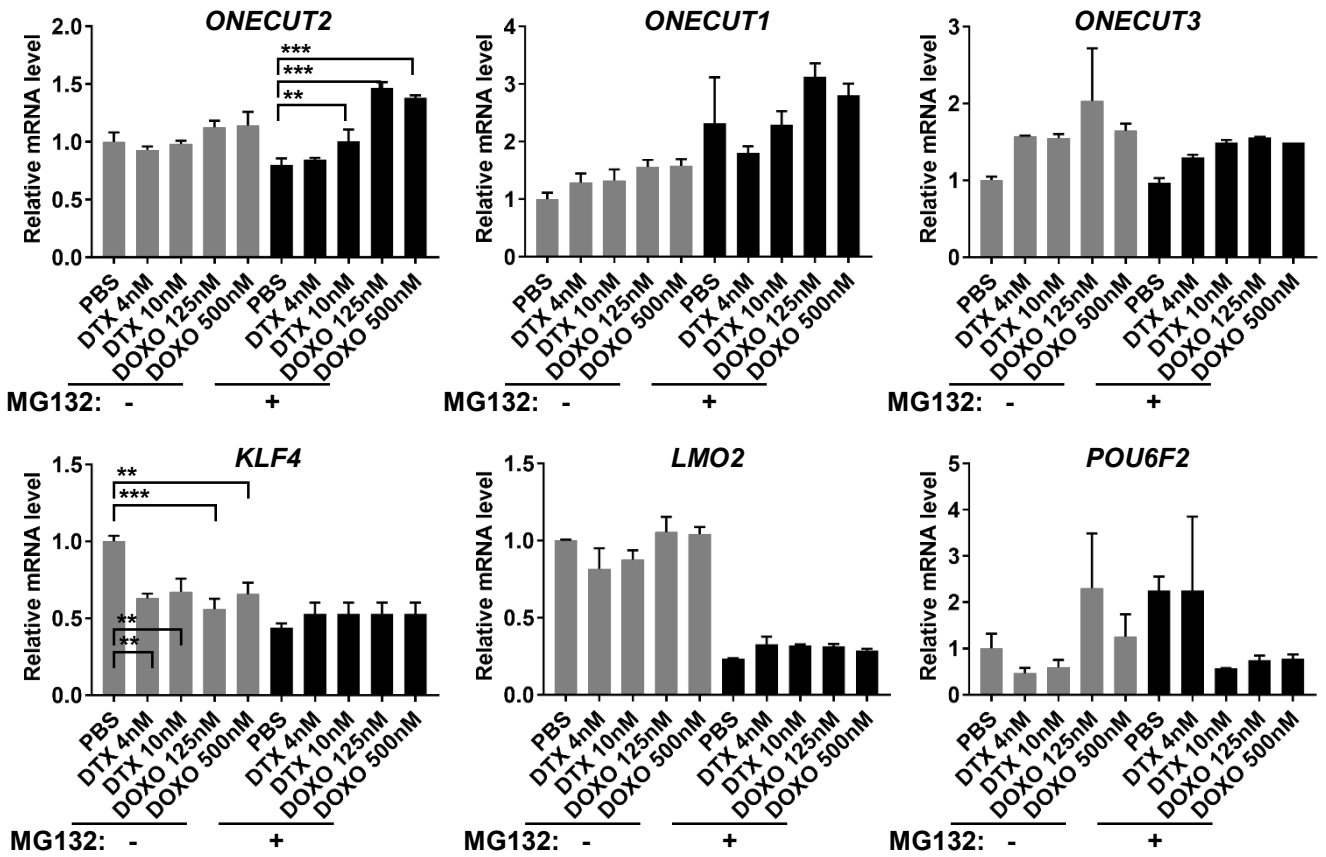 ONECUT2
Relative mRNA level
2.0
1.5
1.0
0.5
0.0
***
***
**
PBS
DTX 4nM
DTX 10nM
DOXO 125nM
DOXO 500nM
PBS
DTX 4nM
DTX 10nM
DOXO 125nM
DOXO 500nM
MG132: - +
ONECUT1
Relative mRNA level
4
3
2
1
0
PBS
DTX 4nM
DTX 10nM
DOXO 125nM
DOXO 500nM
PBS
DTX 4nM
DTX 10nM
DOXO 125nM
DOXO 500nM
MG132: - +
ONECUT3
Relative mRNA level
3
2
1
0
PBS
DTX 4nM
DTX 10nM
DOXO 125nM
DOXO 500nM
PBS
DTX 4nM
DTX 10nM
DOXO 125nM
DOXO 500nM
MG132: - +
KLF4
Relative mRNA level
1.5
1.0
0.5
0.0
**
***
**
**
PBS
DTX 4nM
DTX 10nM
DOXO 125nM
DOXO 500nM
PBS
DTX 4nM
DTX 10nM
DOXO 125nM
DOXO 500nM
MG132: - +
LMO2
Relative mRNA level
1.5
1.0
0.5
0.0
PBS
DTX 4nM
DTX 10nM
DOXO 125nM
DOXO 500nM
PBS
DTX 4nM
DTX 10nM
DOXO 125nM
DOXO 500nM
MG132: - +
POU6F2
Relative mRNA level
5
4
3
2
1
0
PBS
DTX 4nM
DTX 10nM
DOXO 125nM
DOXO 500nM
PBS
DTX 4nM
DTX 10nM
DOXO 125nM
DOXO 500nM
MG132: - +